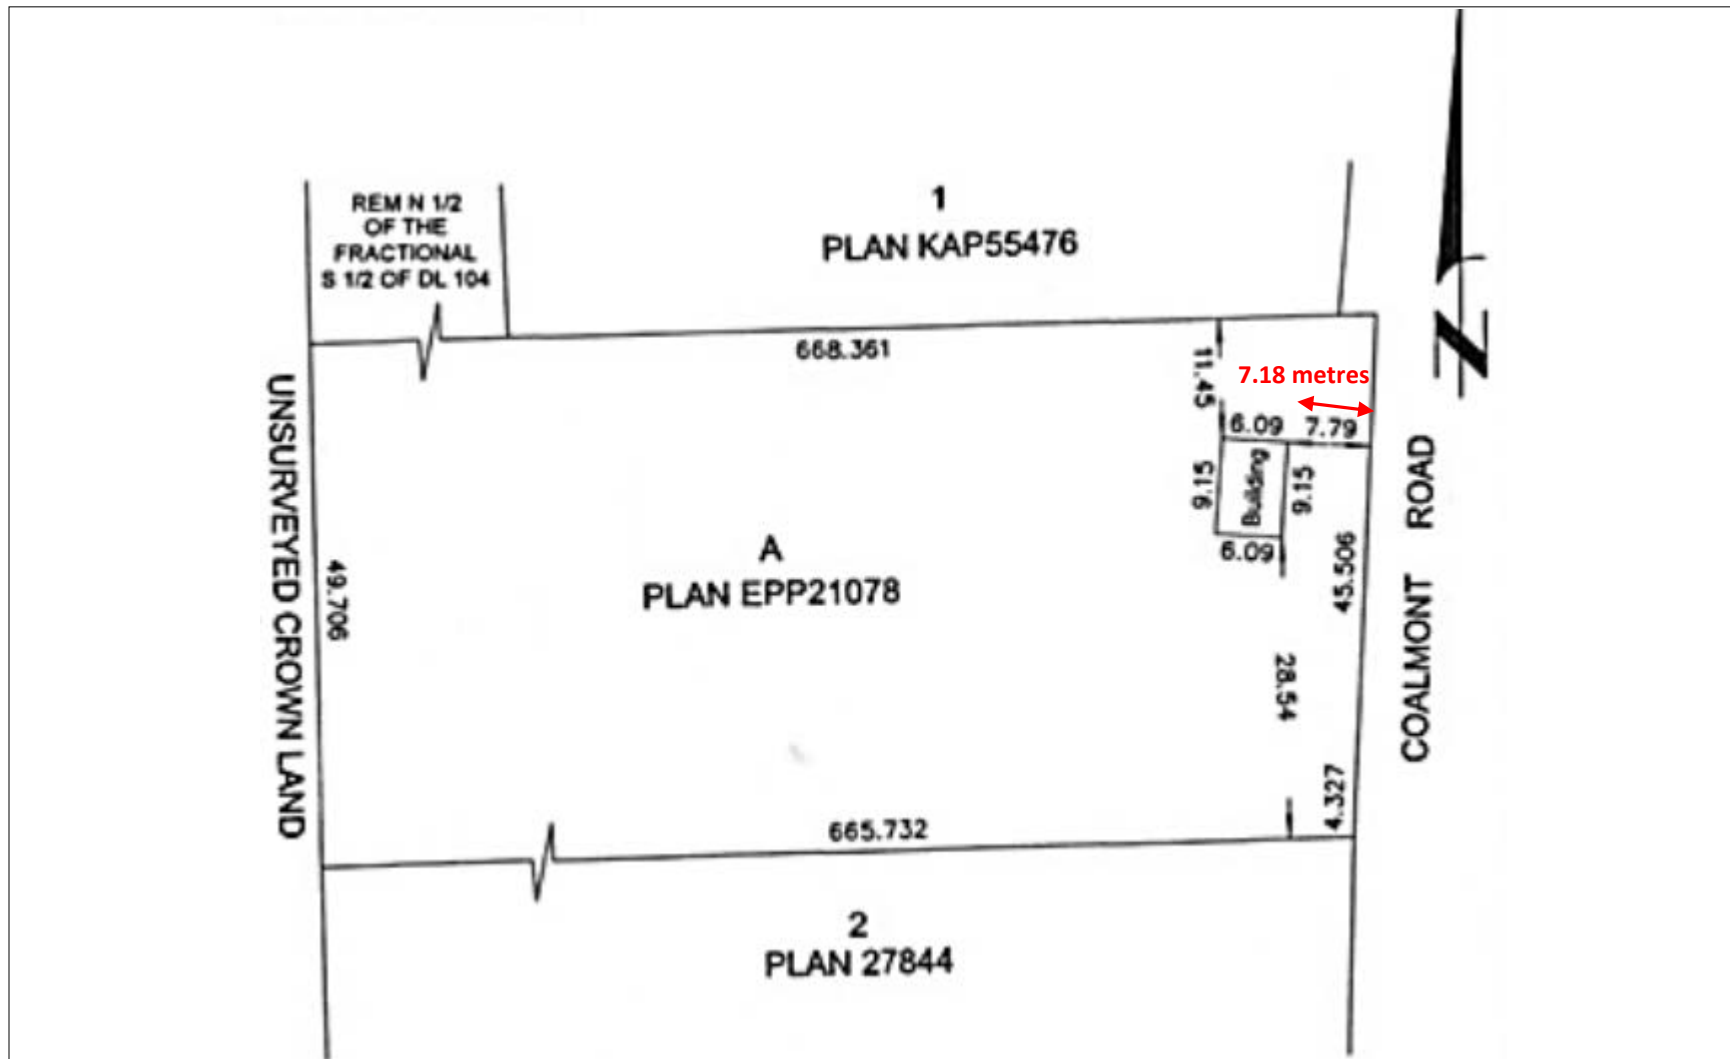 REM N 1/2
OF THE
FRACTIONAL
S 1/2 OF DL 104
1
PLAN KAP55476
668.361
11.45
7.18 metres
6.09
7.79
9.15
Building
9.15
6.09
UNSURVEYED CROWN LAND
49.706
A
PLAN EPP21078
45.506
COALMONT ROAD
28.54
4.327
665.732
2
PLAN 27844
N